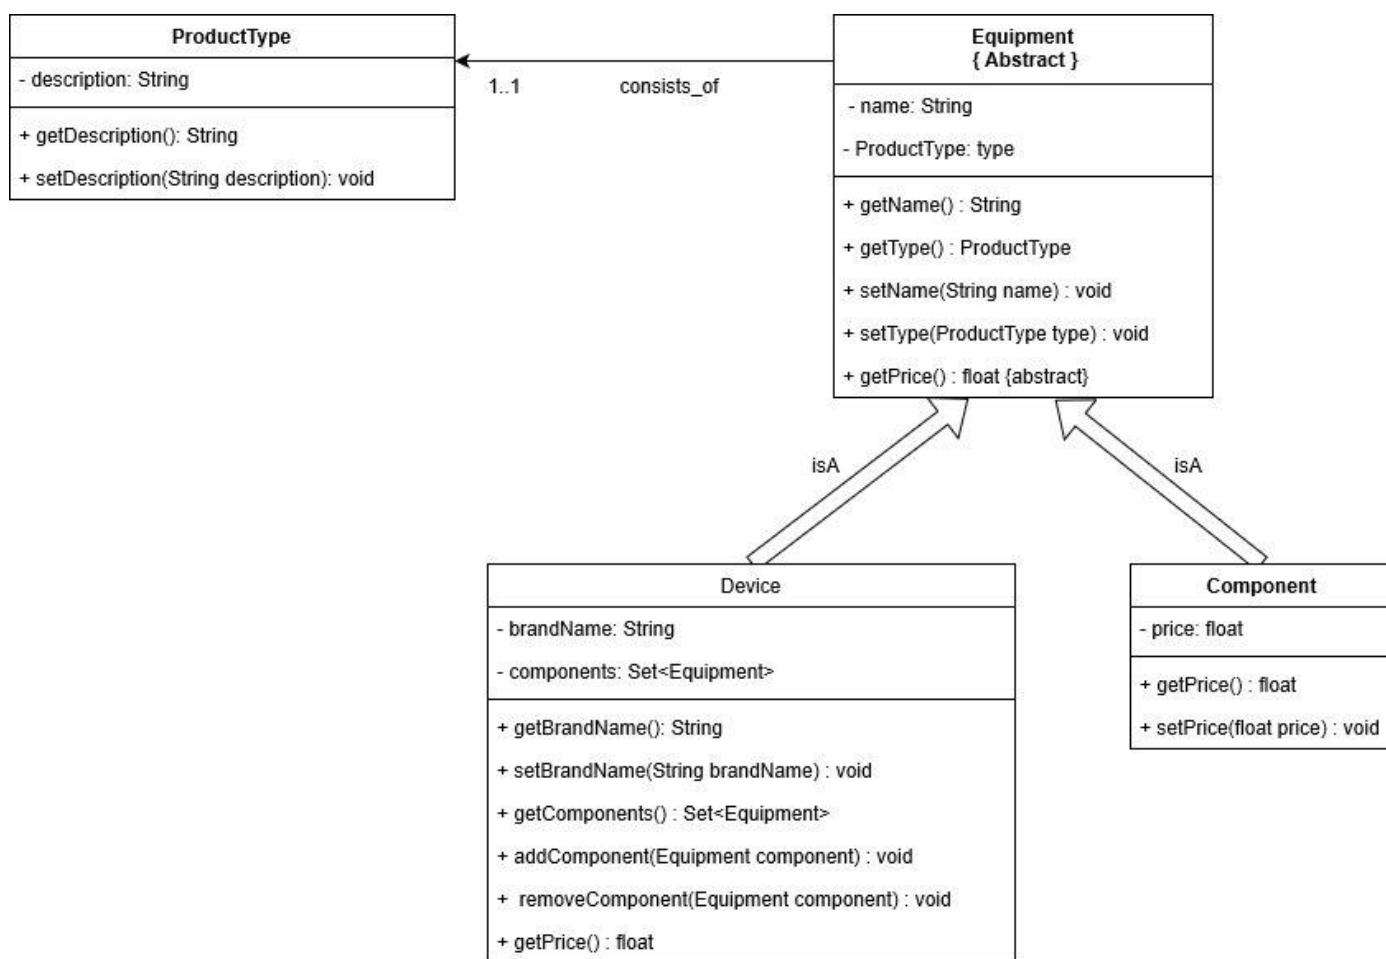 ProductType
- description: String
+ getDescription(): String
+ setDescription(String description): void
1..1
consists_of
Equipment
{ Abstract }
- name: String
- ProductType: type
+ getName() : String
+ getType() : ProductType
+ setName(String name) : void
+ setType(ProductType type) : void
+ getPrice() : float {abstract}
isA
isA
Device
- brandName: String
- components: Set<Equipment>
+ getBrandName(): String
+ setBrandName(String brandName) : void
+ getComponents() : Set<Equipment>
+ addComponent(Equipment component) : void
+ removeComponent(Equipment component) : void
+ getPrice() : float
Component
- price: float
+ getPrice() : float
+ setPrice(float price) : void